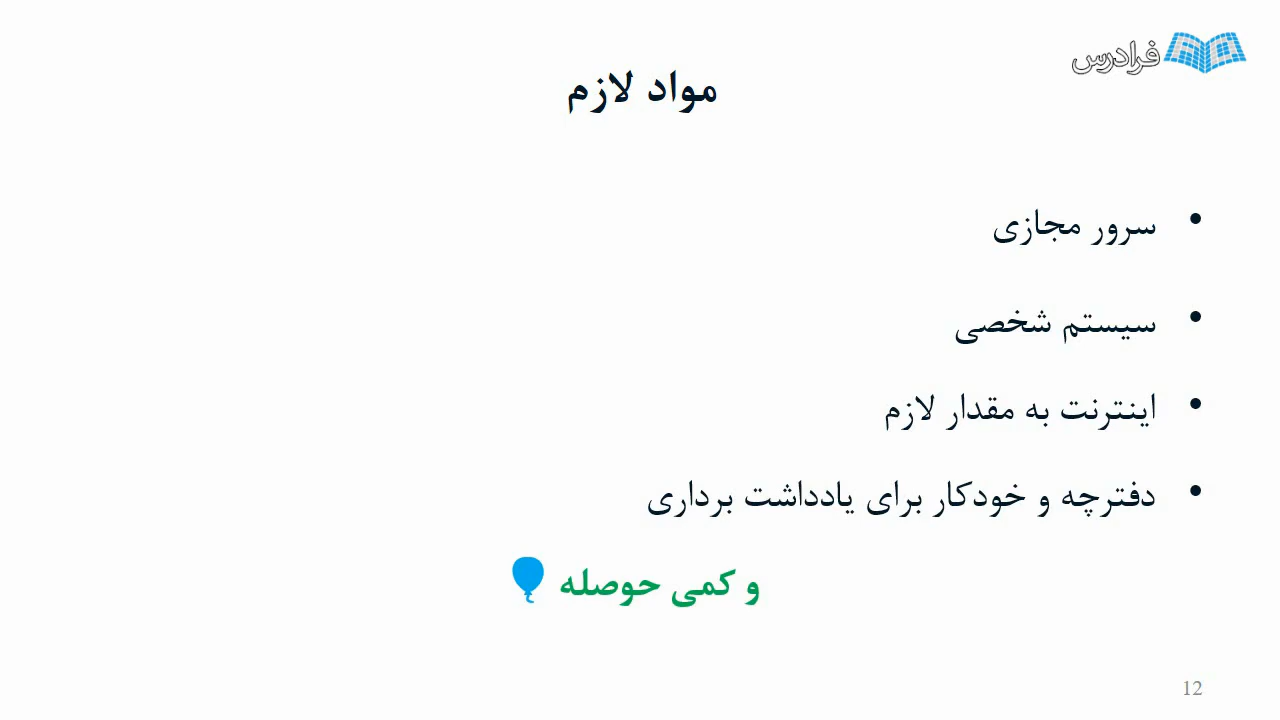 فرادرس
مواد لازم
• سرور مجازی
• سیستم شخصی
• اینترنت به مقدار لازم
• دفترچه و خودکار برای یادداشت برداری
و کمی حوصله
12